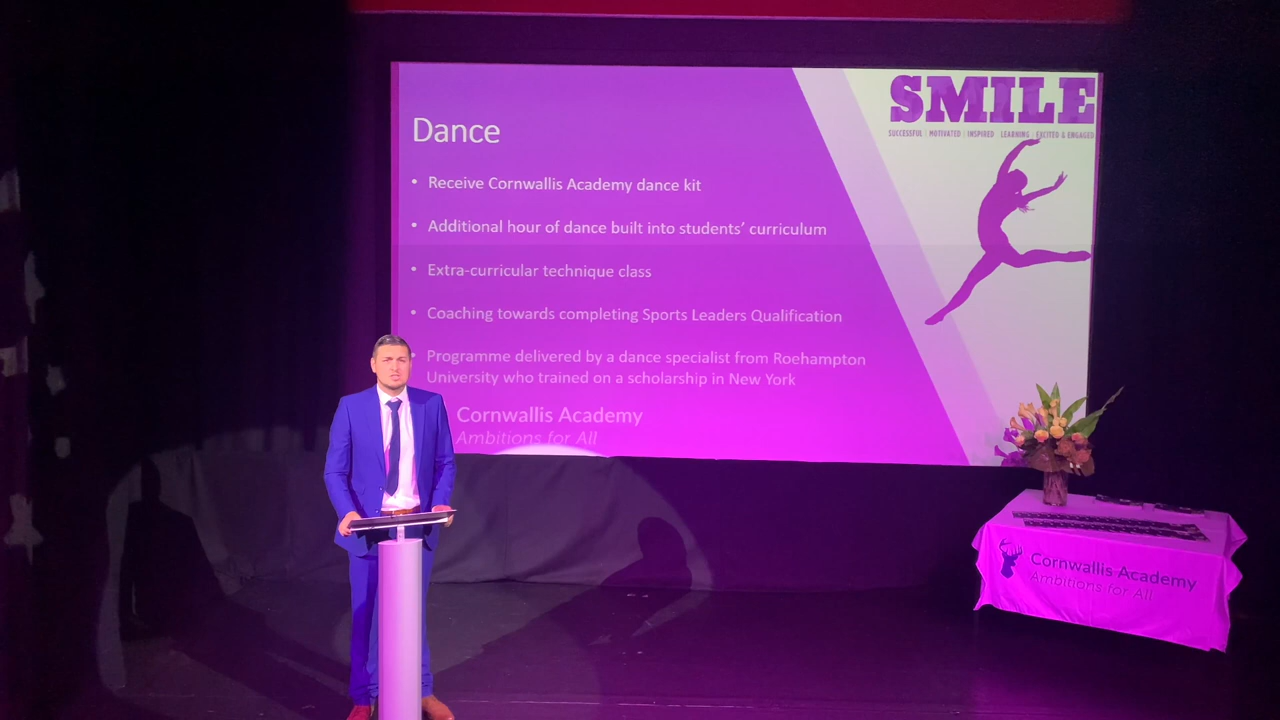 SMILE
SUCCESSFUL | MOTIVATED | INSPIRED | LEARNING | EXCITED & ENGAGED
Dance
• Receive Cornwallis Academy dance kit
• Additional hour of dance built into students' curriculum
• Extra-curricular technique class
• Coaching towards completing Sports Leaders Qualification
• Programme delivered by a dance specialist from Roehampton
University who trained on a scholarship in New York
Cornwallis Academy
Ambitions for All
Cornwallis Academy
Ambitions for All